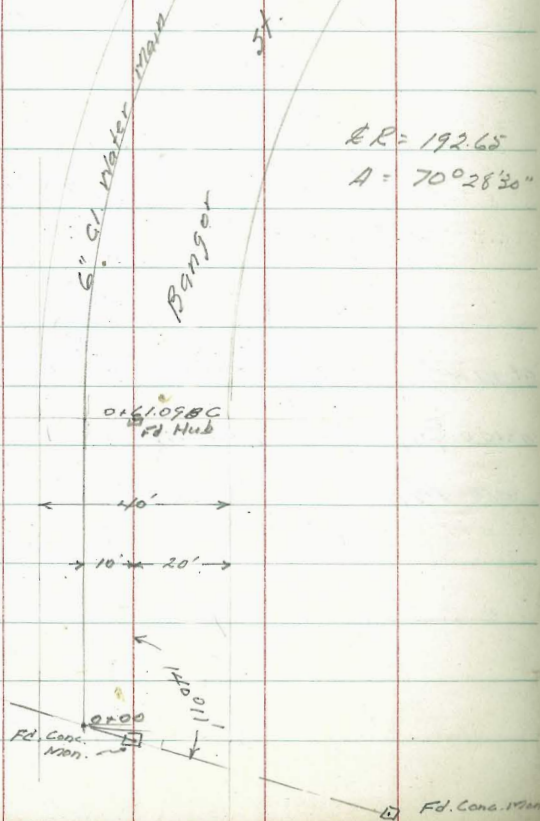 St.
6" C.I. Water Main
℄ R = 192.65
Δ = 70°28'30"
Bangor
0+61.09 BC
Fd Hub
40'
10' 20'
0+00
Fd. Conc.
Mon.
Fd. Conc. Mon